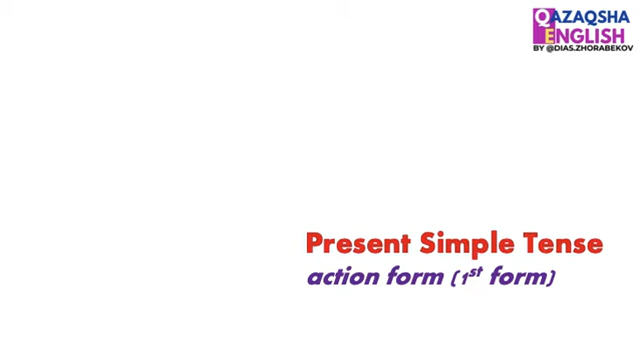 QAZAQSHA
ENGLISH
BY @DIAS.ZHORABEKOV
Present Simple Tense
action form (1st form)